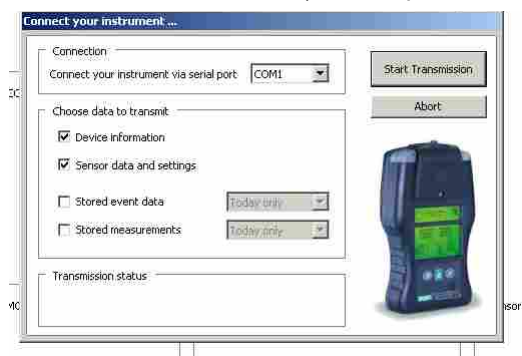 Connect your instrument ...
Connection
Connect your instrument via serial port COM1
Start Transmission
Abort
Choose data to transmit
Device information
Sensor data and settings
Stored event data Today only
Stored measurements Today only
Transmission status